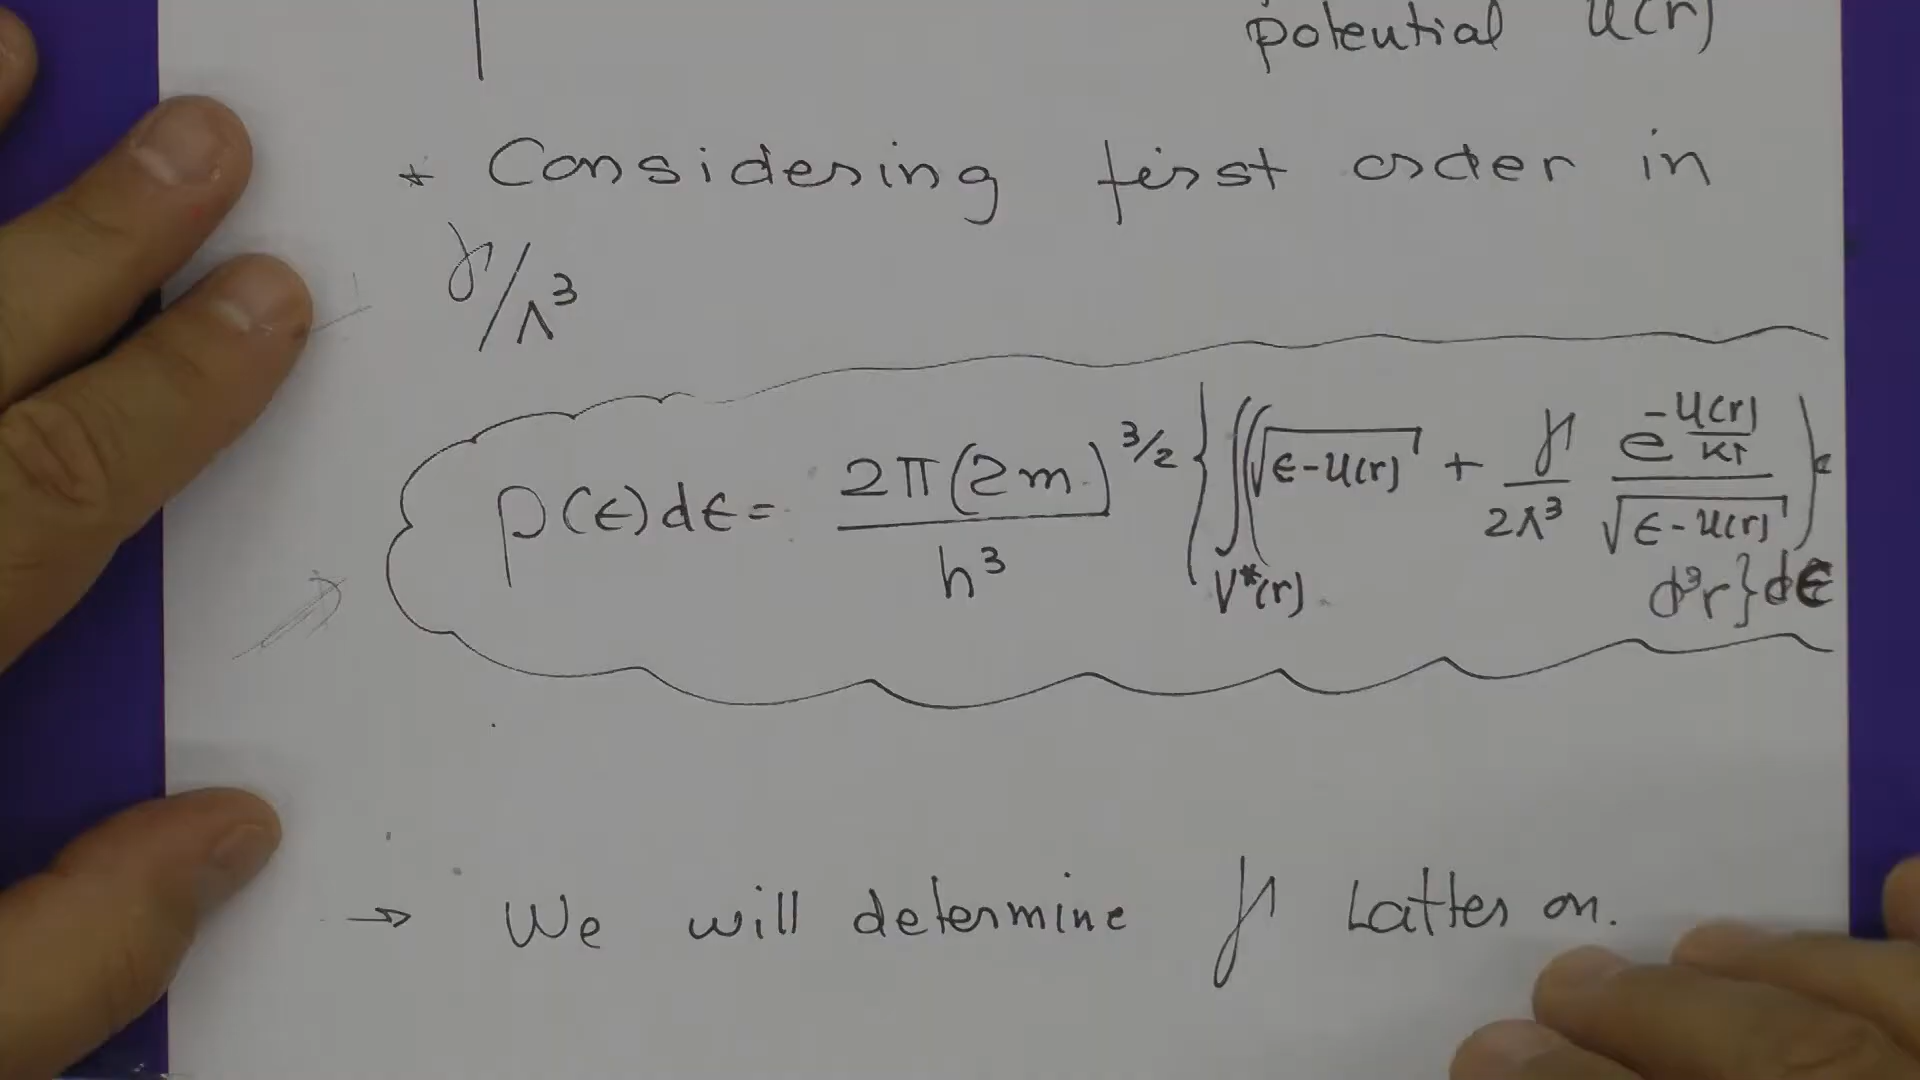 potential U(r)
* Considering first order in
γ/Λ³
ρ(ε)dε = 2π(2m)^3/2 / h³ { ∫_V*(r) ( √(ε-U(r)) + γ/2Λ³ e^(-U(r)/KT) / √(ε-U(r)) )
d³r}dε
→ We will determine γ Latter on.